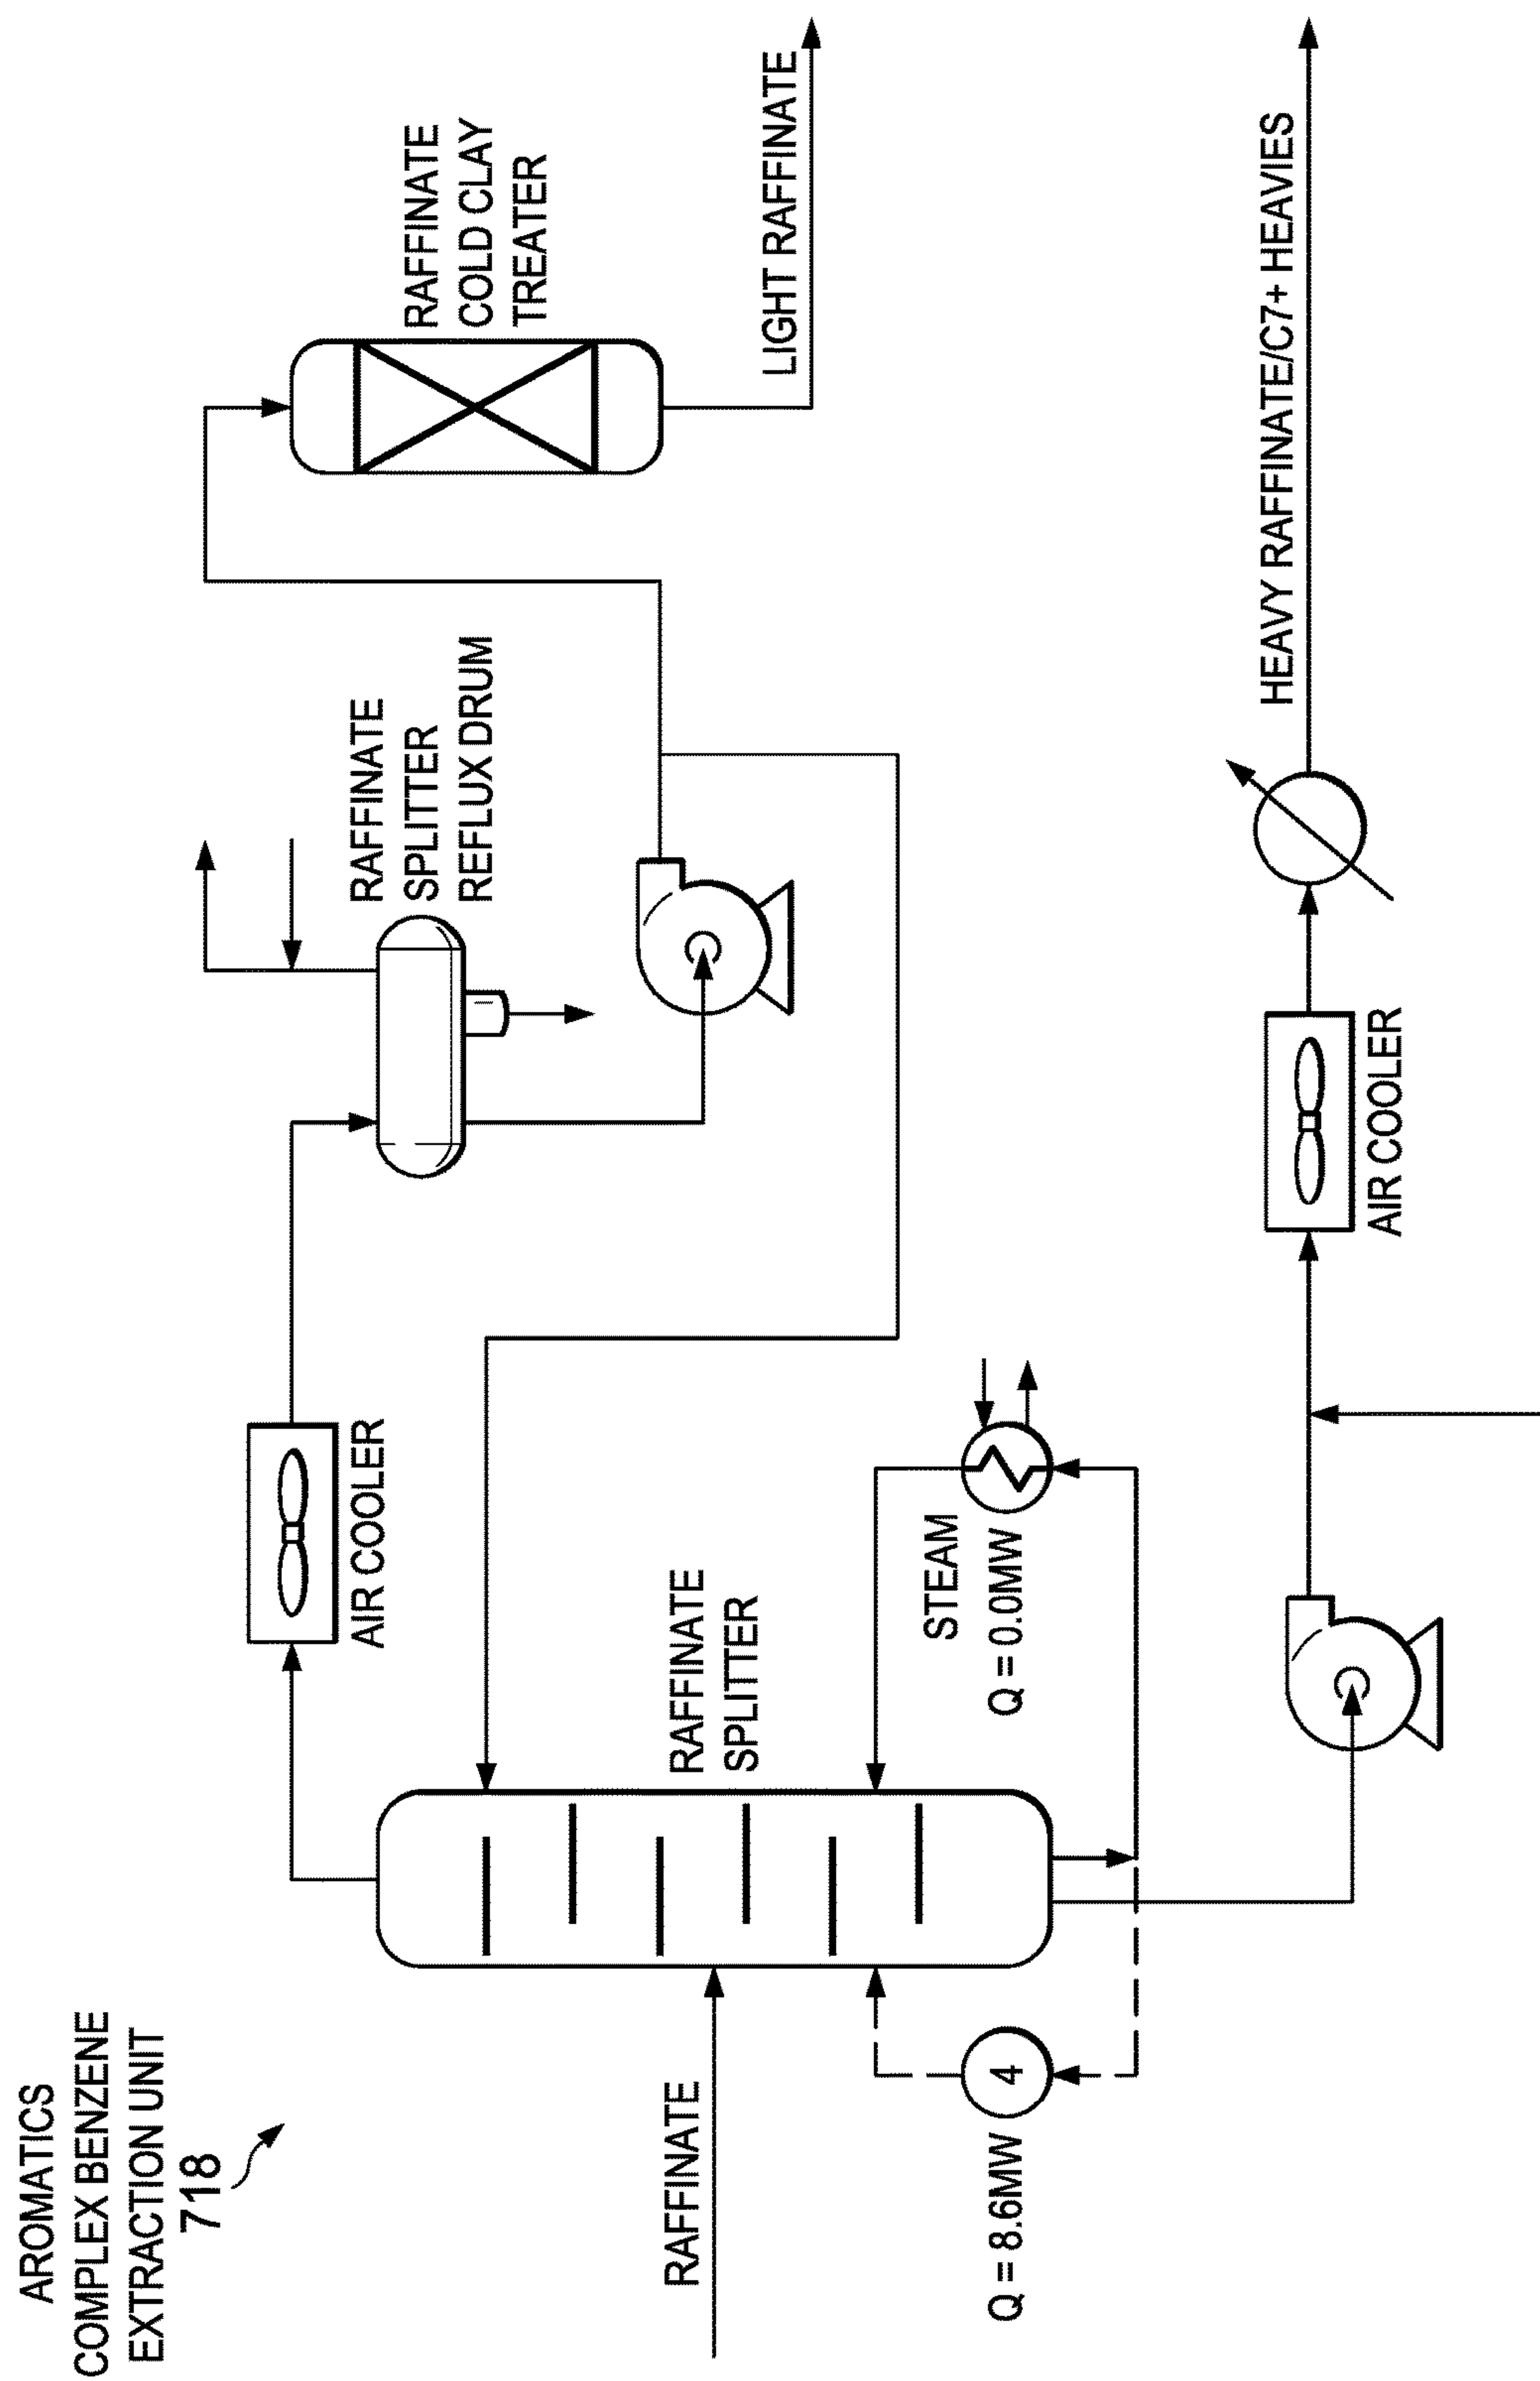 AROMATICS
COMPLEX BENZENE
EXTRACTION UNIT
718
AIR COOLER
RAFFINATE
SPLITTER
REFLUX DRUM
RAFFINATE
COLD CLAY
TREATER
RAFFINATE
RAFFINATE
SPLITTER
LIGHT RAFFINATE
STEAM
Q = 0.0MW
4
Q = 8.6MW
AIR COOLER
HEAVY RAFFINATE/C7+ HEAVIES